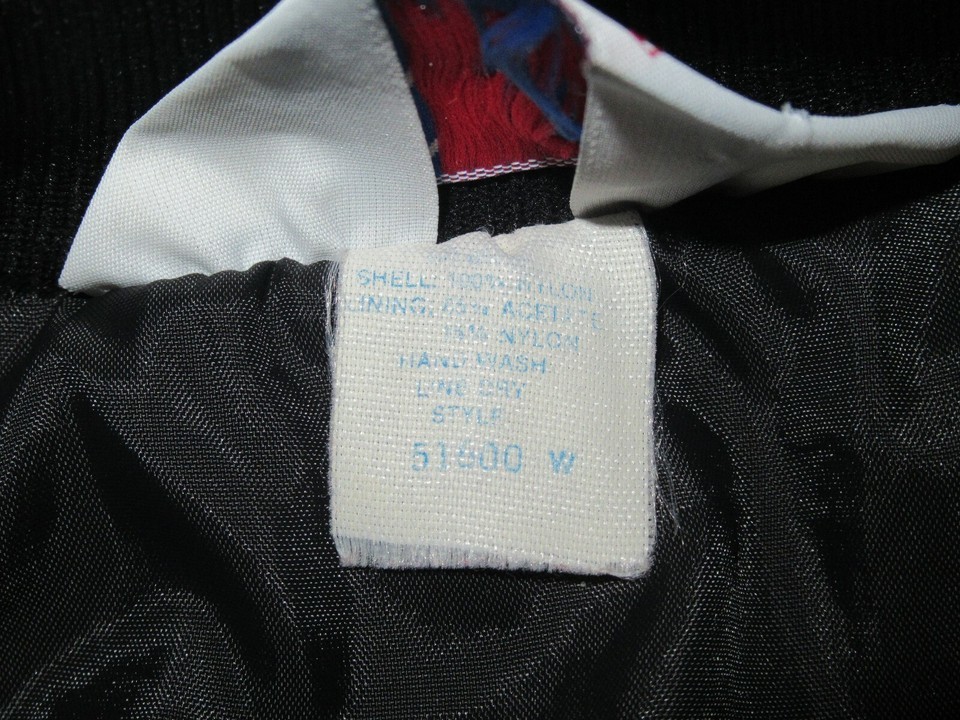 SHELL: 100% NYLON
LINING: ACETATE
NYLON
HAND WASH
LINE DRY
STYLE
51600 W